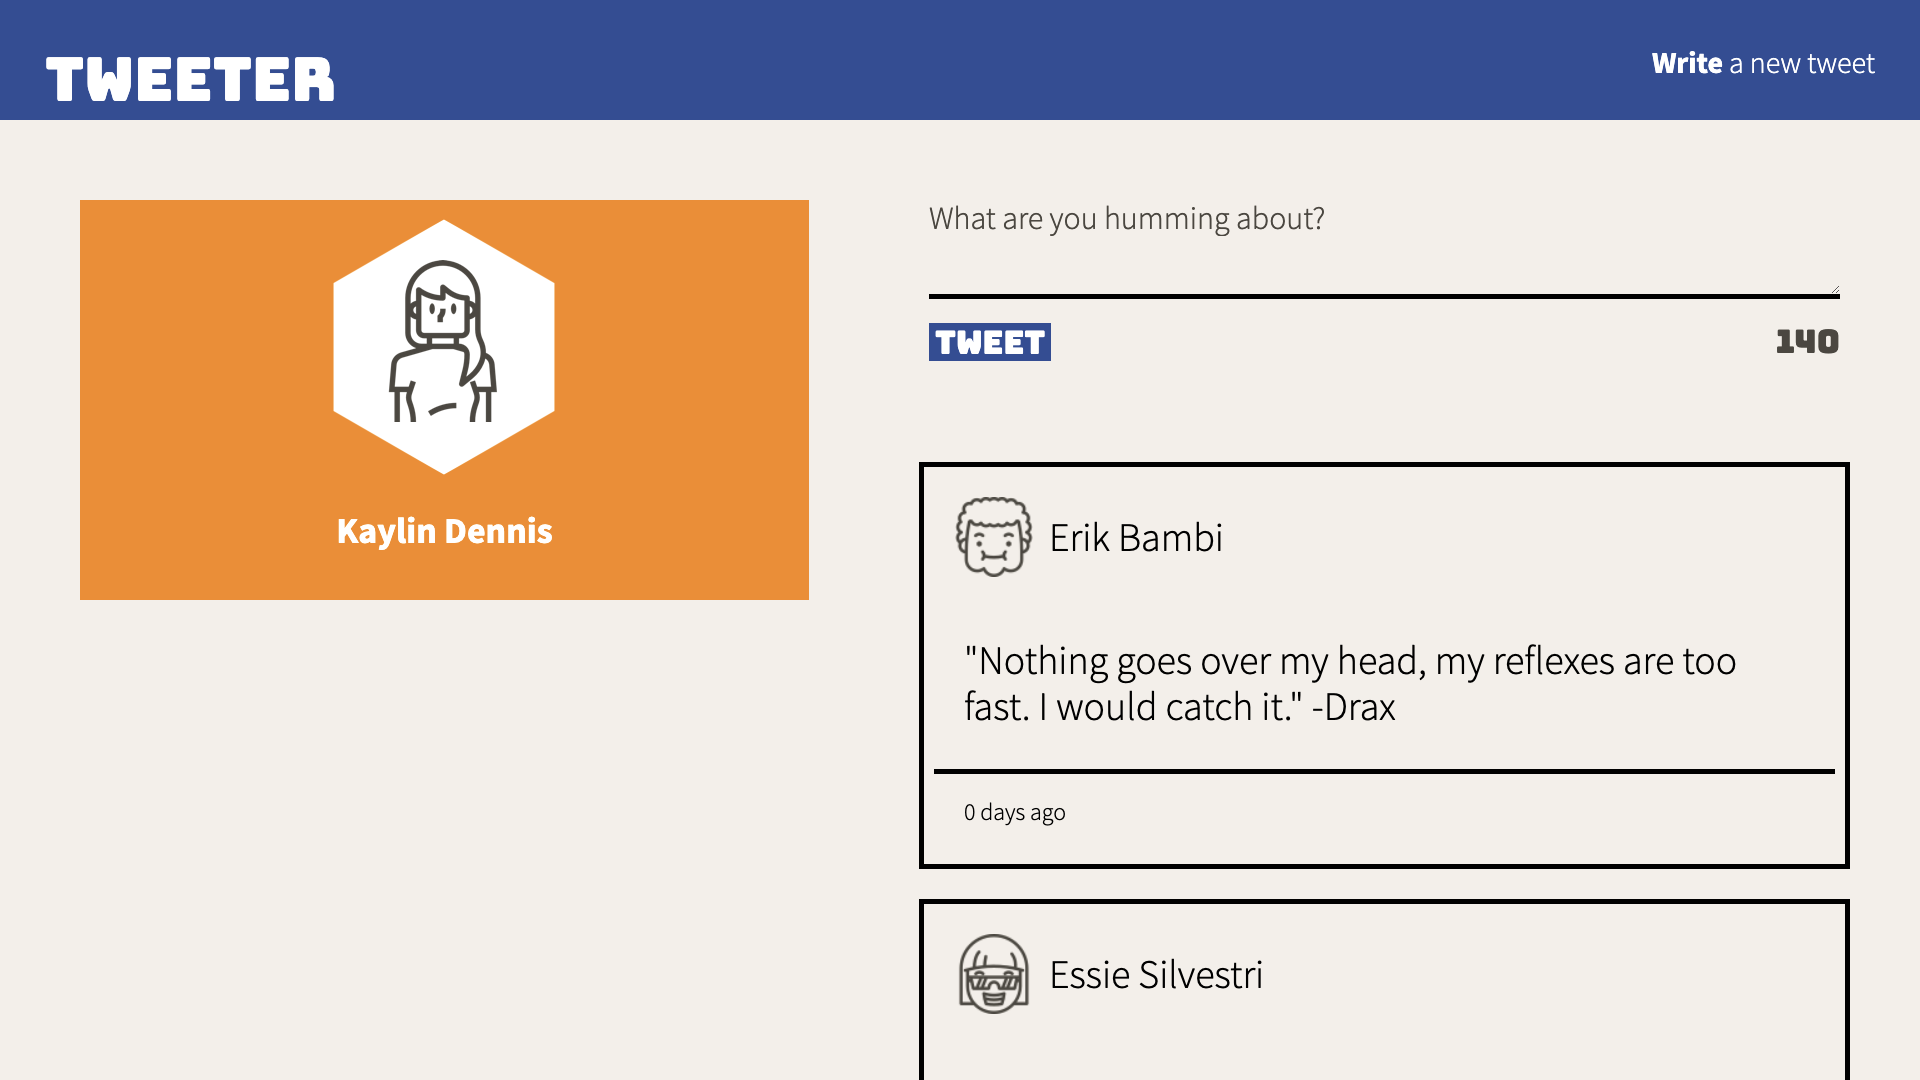 TWEETER
Write a new tweet
Kaylin Dennis
What are you humming about?
TWEET
140
Erik Bambi
"Nothing goes over my head, my reflexes are too
fast. I would catch it." -Drax
0 days ago
Essie Silvestri